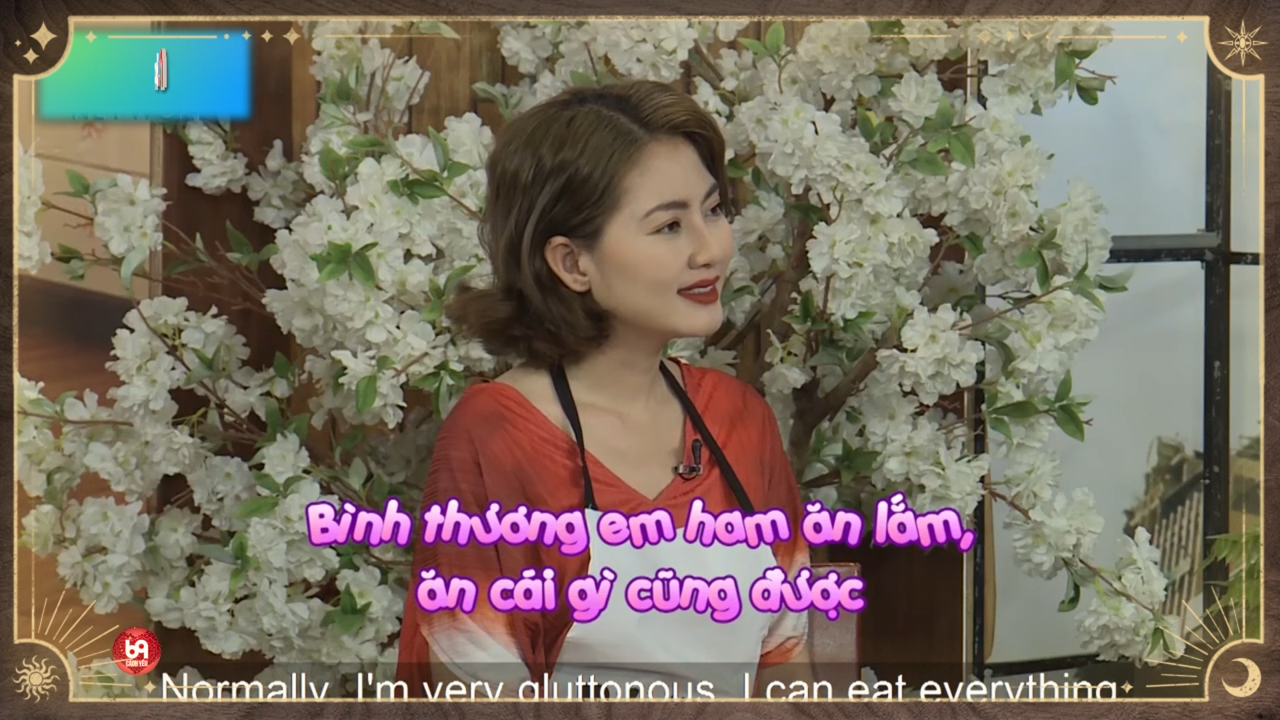 Bình thường em ham ăn lắm,
ăn cái gì cũng được
Normally, I'm very gluttonous, I can eat everything